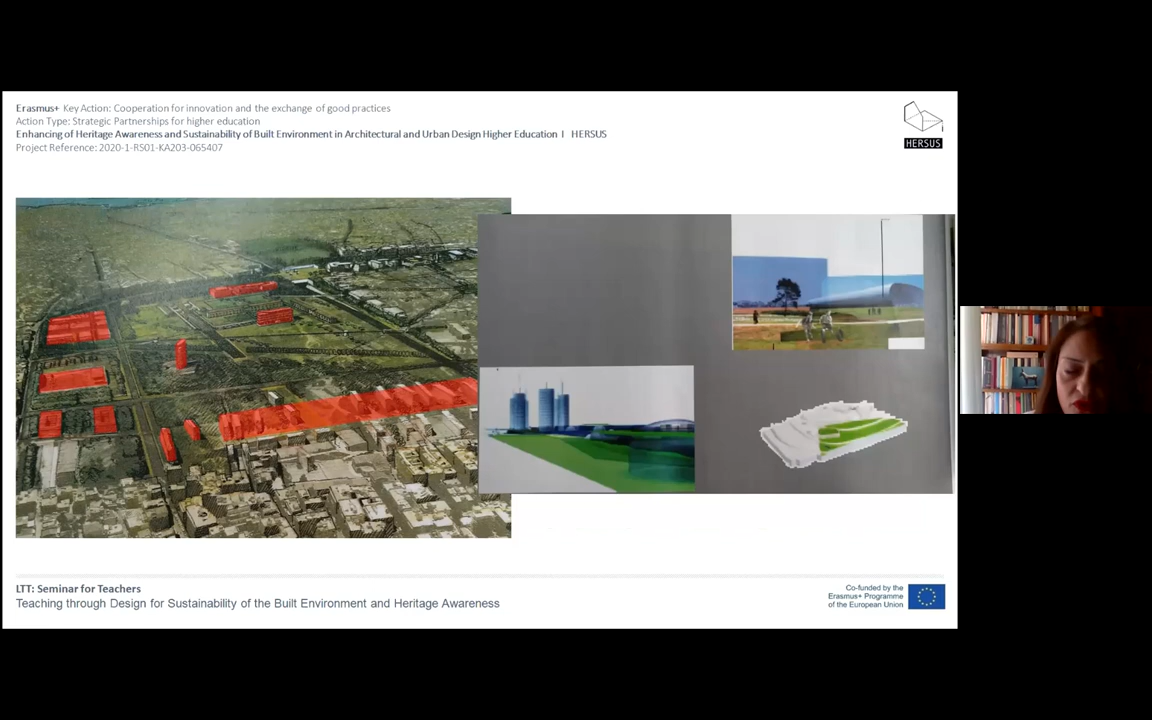 Erasmus+ Key Action: Cooperation for innovation and the exchange of good practices
Action Type: Strategic Partnerships for higher education
Enhancing of Heritage Awareness and Sustainability of Built Environment in Architectural and Urban Design Higher Education I HERSUS
Project Reference: 2020-1-RS01-KA203-065407
HERSUS
LTT: Seminar for Teachers
Teaching through Design for Sustainability of the Built Environment and Heritage Awareness
Co-funded by the
Erasmus+ Programme
of the European Union